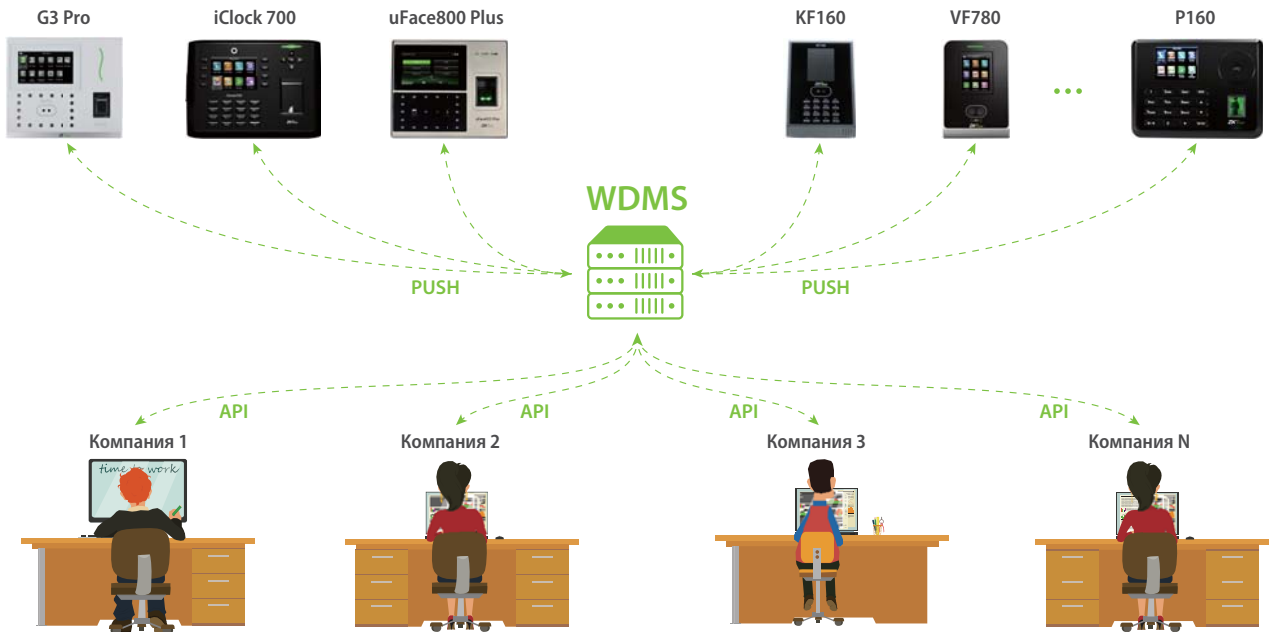 G3 Pro
iClock 700
uFace800 Plus
KF160
VF780
...
P160
WDMS
PUSH
PUSH
API
API
API
API
Компания 1
Компания 2
Компания 3
Компания N
time to work